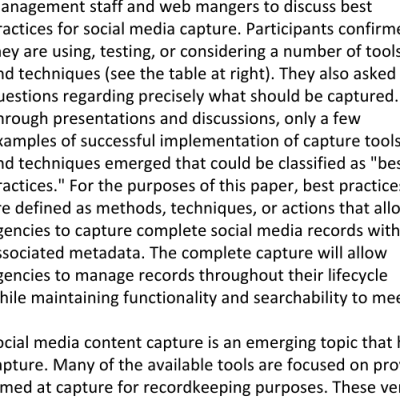 anagement staff and web mangers to discuss best
ractices for social media capture. Participants confirme
ey are using, testing, or considering a number of tools
nd techniques (see the table at right). They also asked
uestions regarding precisely what should be captured.
hrough presentations and discussions, only a few
xamples of successful implementation of capture tools
nd techniques emerged that could be classified as "bes
ractices." For the purposes of this paper, best practice
re defined as methods, techniques, or actions that allo
gencies to capture complete social media records with
ssociated metadata. The complete capture will allow
gencies to manage records throughout their lifecycle
hile maintaining functionality and searchability to mee
ocial media content capture is an emerging topic that h
apture. Many of the available tools are focused on pro
med at capture for recordkeeping purposes. These ve